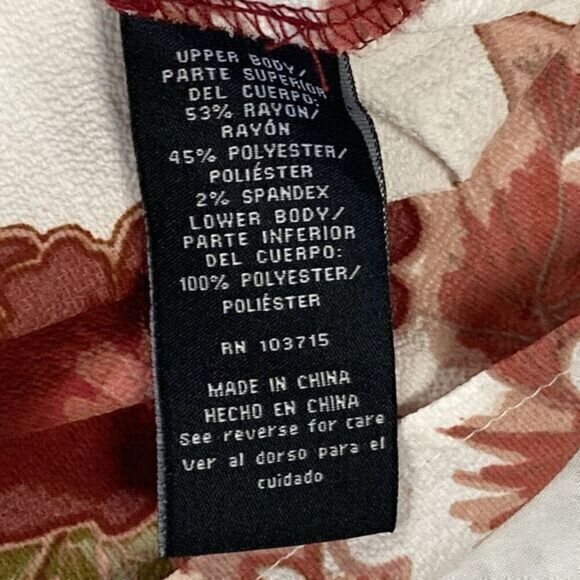 UPPER BODY/
PARTE SUPERIOR
DEL CUERPO:
53% RAYON/
RAYÓN
45% POLYESTER/
POLIÉSTER
2% SPANDEX
LOWER BODY/
PARTE INFERIOR
DEL CUERPO:
100% POLYESTER/
POLIÉSTER
RN 103715
MADE IN CHINA
HECHO EN CHINA
See reverse for care
Ver al dorso para el
cuidado